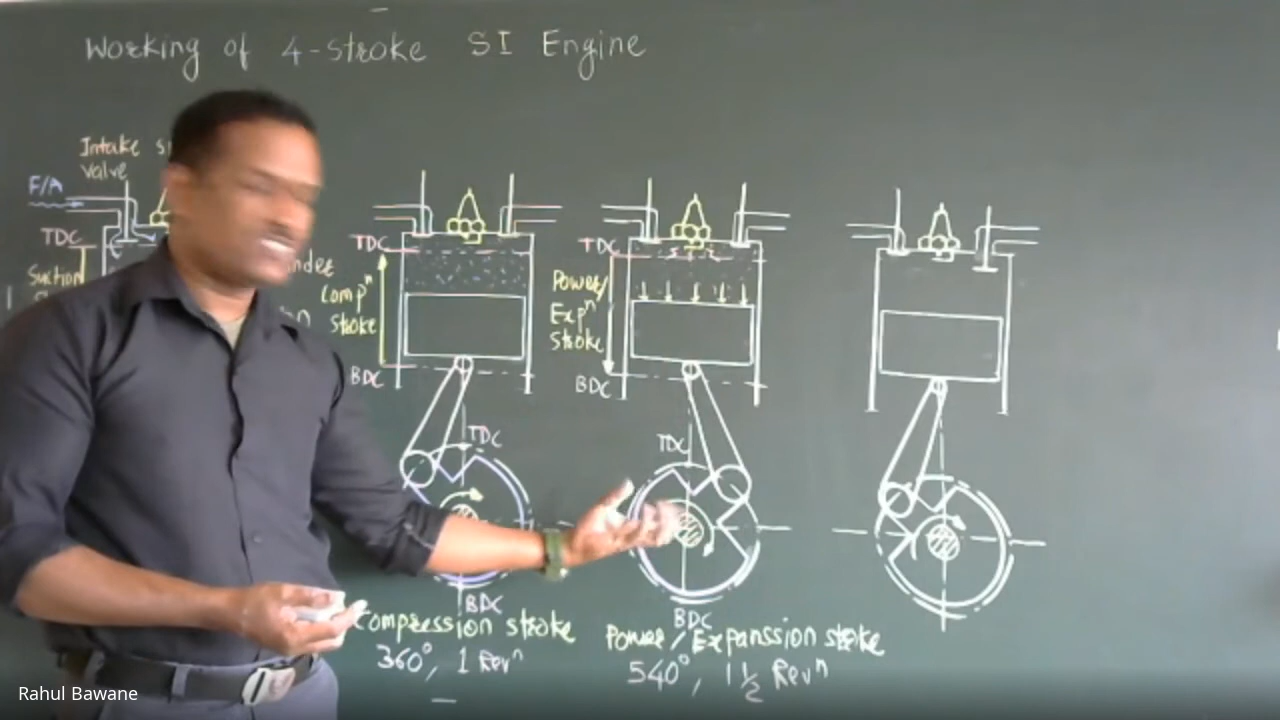 Working of 4-stroke SI Engine
Intake
valve
F/A
TDC
Suction
TDC
Compⁿ
stroke
BDC
TDC
BDC
Compression stroke
360°, 1 Revⁿ
TDC
Power/
Expⁿ
stroke
BDC
TDC
BDC
Power/Expanssion stroke
540°, 1½ Revⁿ
Rahul Bawane